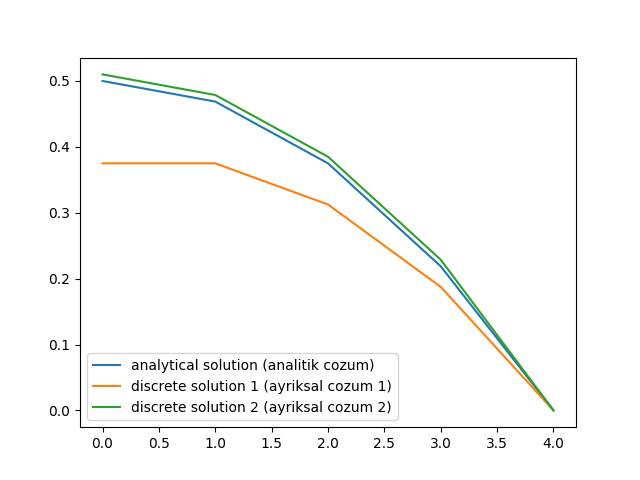 0.5
0.4
0.3
0.2
0.1
0.0
analytical solution (analitik cozum)
discrete solution 1 (ayriksal cozum 1)
discrete solution 2 (ayriksal cozum 2)
0.0 0.5 1.0 1.5 2.0 2.5 3.0 3.5 4.0